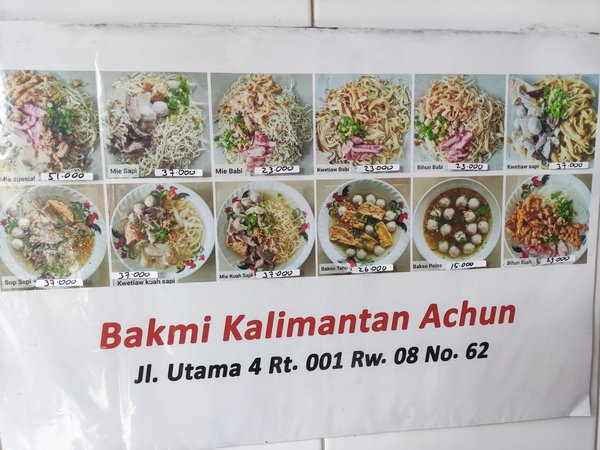 Mie spesial 51.000
Mie Sapi 37.000
Mie Babi 23.000
Kwetiaw Babi 23.000
Bihun Babi 23.000
Kwetiaw sapi 37.000
Sop Sapi 37.000
37.000
Kwetiaw kuah sapi
Mie Kuah Sapi 37.000
Bakso Tahu 26.000
Bakso Polos 15.000
Bihun Kuah 23.000
Bakmi Kalimantan Achun
Jl. Utama 4 Rt. 001 Rw. 08 No. 62